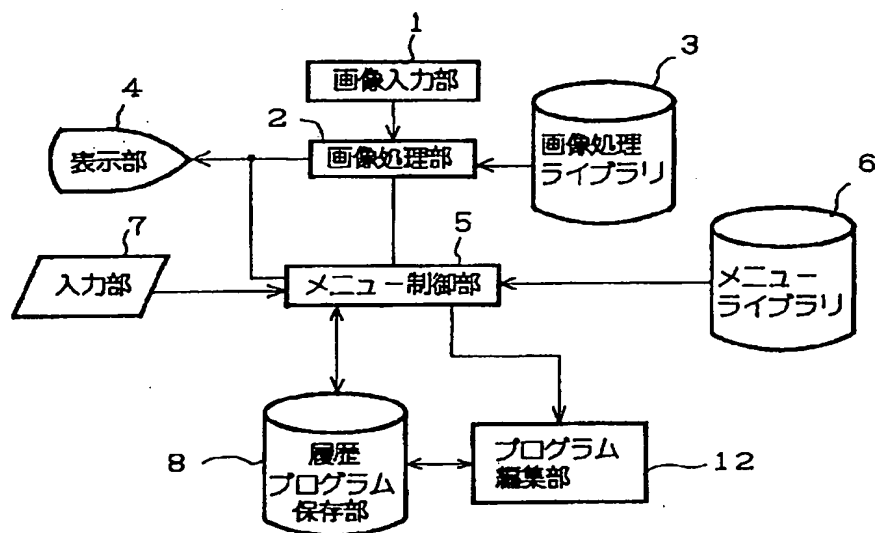 1
画像入力部
3
4
2
表示部
画像処理部
画像処理
ライブラリ
6
7
5
入力部
メニュー制御部
メニュー
ライブラリ
8
履歴
プログラム
保存部
プログラム
編集部
12